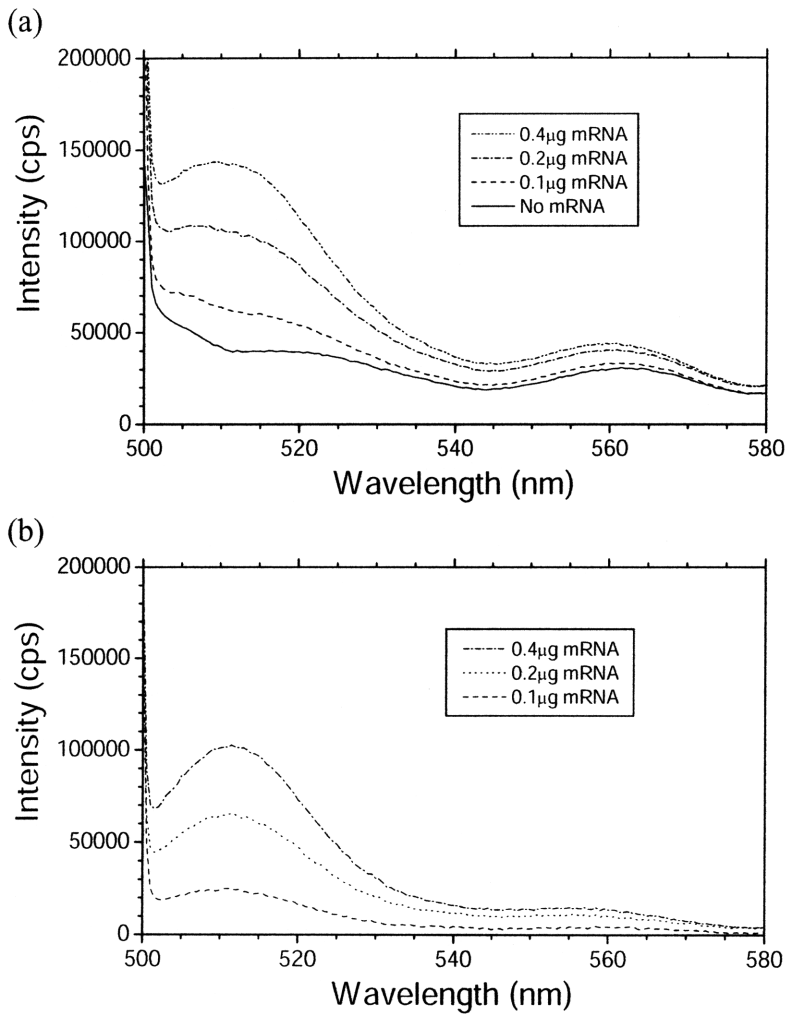 (a)
200000
150000
100000
50000
0
Intensity (cps)
0.4μg mRNA
0.2μg mRNA
0.1μg mRNA
No mRNA
500 520 540 560 580
Wavelength (nm)
(b)
200000
150000
100000
50000
0
Intensity (cps)
0.4μg mRNA
0.2μg mRNA
0.1μg mRNA
500 520 540 560 580
Wavelength (nm)